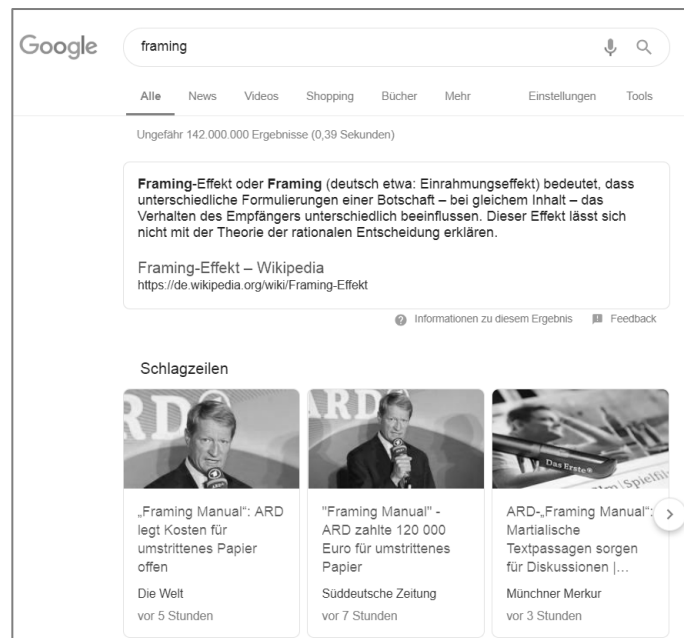 Google
framing
Alle News Videos Shopping Bücher Mehr Einstellungen Tools
Ungefähr 142.000.000 Ergebnisse (0,39 Sekunden)
Framing-Effekt oder Framing (deutsch etwa: Einrahmungseffekt) bedeutet, dass
unterschiedliche Formulierungen einer Botschaft – bei gleichem Inhalt – das
Verhalten des Empfängers unterschiedlich beeinflussen. Dieser Effekt lässt sich
nicht mit der Theorie der rationalen Entscheidung erklären.
Framing-Effekt – Wikipedia
https://de.wikipedia.org/wiki/Framing-Effekt
Informationen zu diesem Ergebnis Feedback
Schlagzeilen
ARD
„Framing Manual“: ARD
legt Kosten für
umstrittenes Papier
offen
Die Welt
vor 5 Stunden
ARD
"Framing Manual" -
ARD zahlte 120 000
Euro für umstrittenes
Papier
Süddeutsche Zeitung
vor 7 Stunden
Das Erste®
Spielfil
ARD-„Framing Manual“:
Martialische
Textpassagen sorgen
für Diskussionen |...
Münchner Merkur
vor 3 Stunden